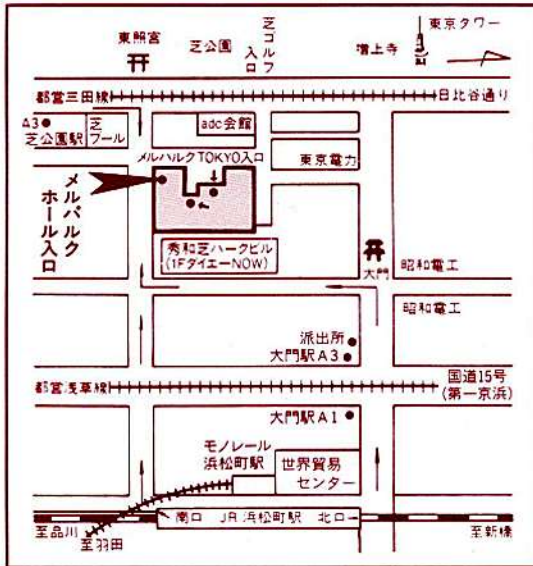 東京タワー
東照宮
芝公園
芝ゴルフ
入口
増上寺
都営三田線
日比谷通り
A3
芝公園駅
芝
プール
adc会館
メルパルクTOKYO入口
東京電力
メルパルク
ホール入口
秀和芝パークビル
(1FダイエーNOW)
大門
昭和電工
昭和電工
派出所
大門駅A3
都営浅草線
国道15号
(第一京浜)
大門駅A1
モノレール
浜松町駅
世界貿易
センター
南口 JR浜松町駅 北口
至品川
至羽田
至新橋